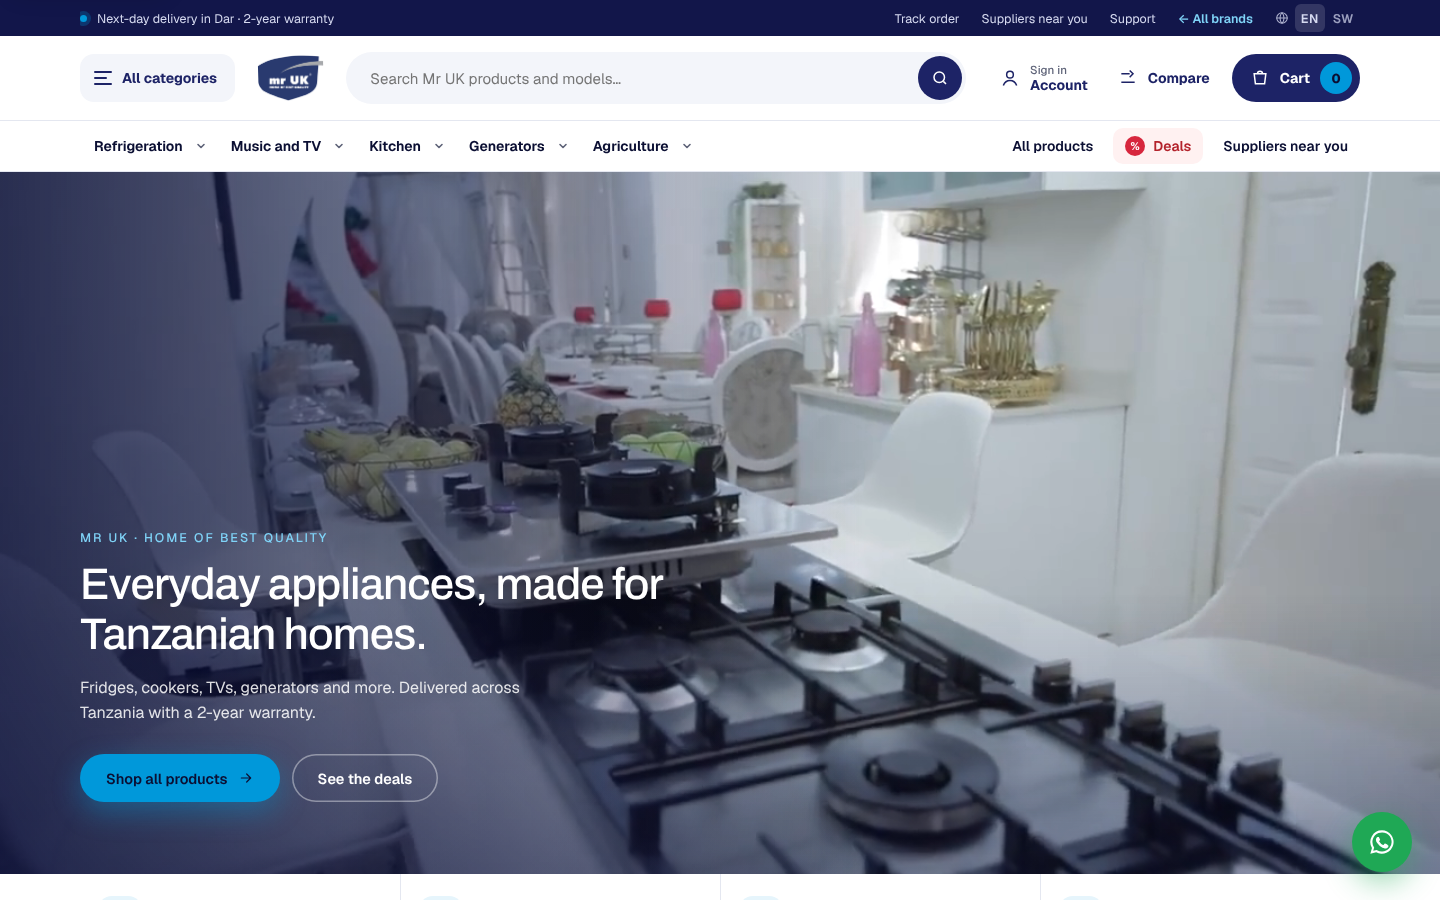 Next-day delivery in Dar · 2-year warranty
Track order
Suppliers near you
Support
← All brands
EN
SW
All categories
mr UK
Search Mr UK products and models...
Sign in
Account
Compare
Cart
0
Refrigeration
Music and TV
Kitchen
Generators
Agriculture
All products
% Deals
Suppliers near you
MR UK · HOME OF BEST QUALITY
Everyday appliances, made for
Tanzanian homes.
Fridges, cookers, TVs, generators and more. Delivered across
Tanzania with a 2-year warranty.
Shop all products →
See the deals